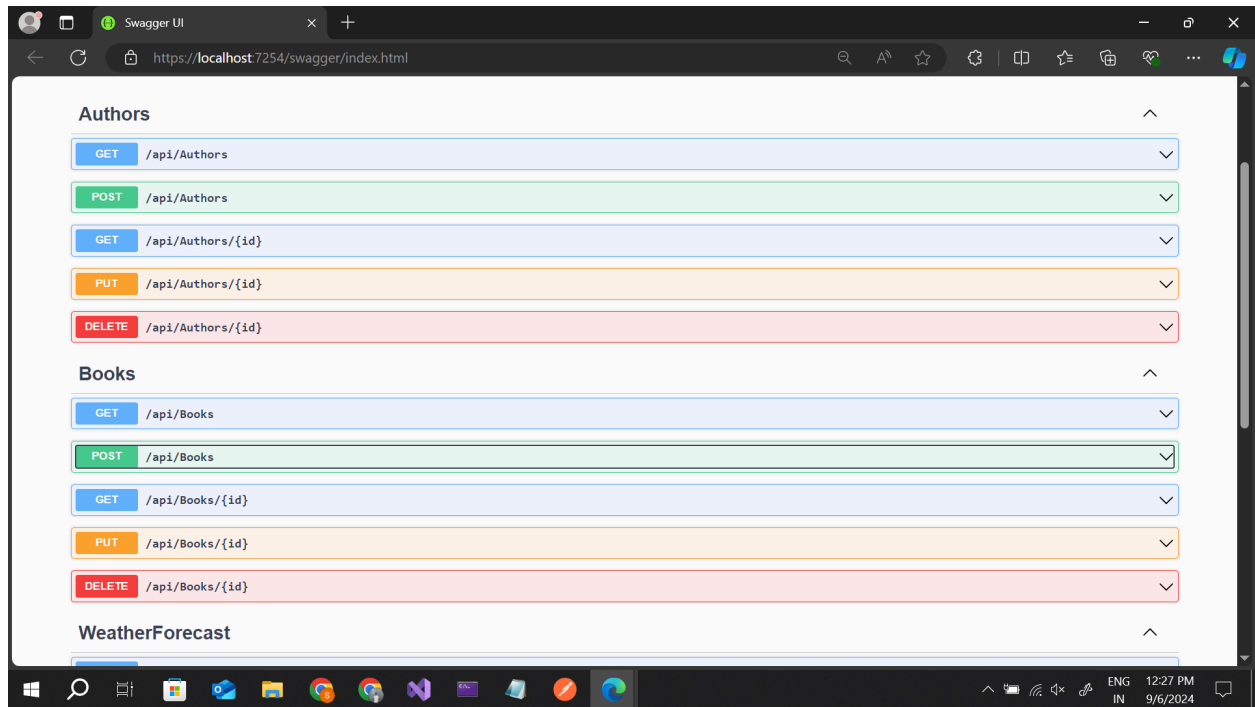 Swagger UI
https://localhost:7254/swagger/index.html
Authors
GET /api/Authors
POST /api/Authors
GET /api/Authors/{id}
PUT /api/Authors/{id}
DELETE /api/Authors/{id}
Books
GET /api/Books
POST /api/Books
GET /api/Books/{id}
PUT /api/Books/{id}
DELETE /api/Books/{id}
WeatherForecast
ENG 12:27 PM
IN 9/6/2024